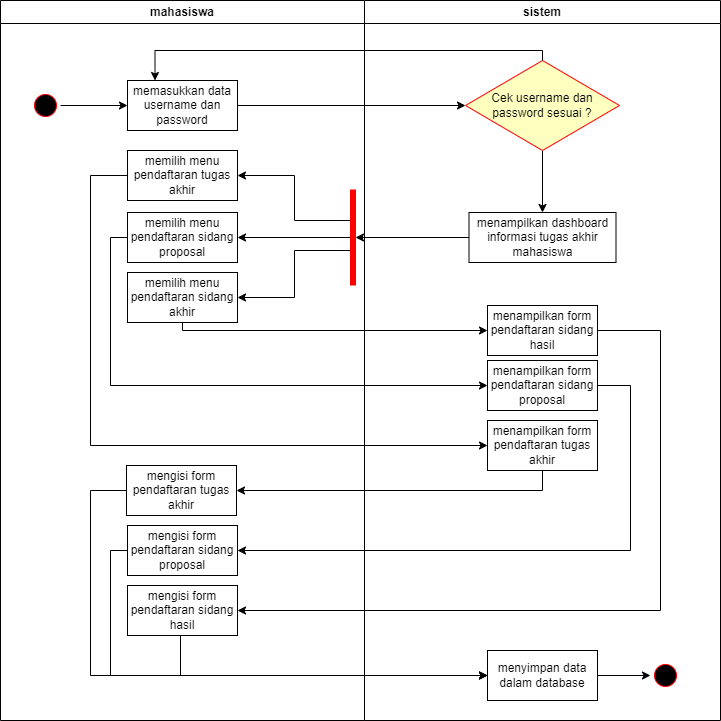 mahasiswa
sistem
memasukkan data
username dan
password
Cek username dan
password sesuai ?
memilih menu
pendaftaran tugas
akhir
memilih menu
pendaftaran sidang
proposal
menampilkan dashboard
informasi tugas akhir
mahasiswa
memilih menu
pendaftaran sidang
akhir
menampilkan form
pendaftaran sidang
hasil
menampilkan form
pendaftaran sidang
proposal
menampilkan form
pendaftaran tugas
akhir
mengisi form
pendaftaran tugas
akhir
mengisi form
pendaftaran sidang
proposal
mengisi form
pendaftaran sidang
hasil
menyimpan data
dalam database